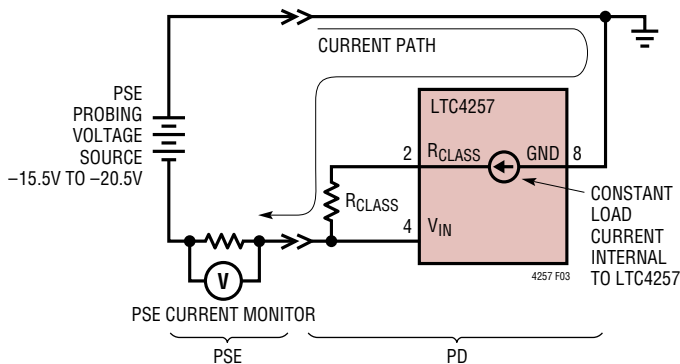 CURRENT PATH
PSE
PROBING
VOLTAGE
SOURCE
–15.5V TO –20.5V
LTC4257
2
RCLASS
GND
8
RCLASS
4
VIN
CONSTANT
LOAD
CURRENT
INTERNAL
TO LTC4257
V
4257 F03
PSE CURRENT MONITOR
PSE
PD